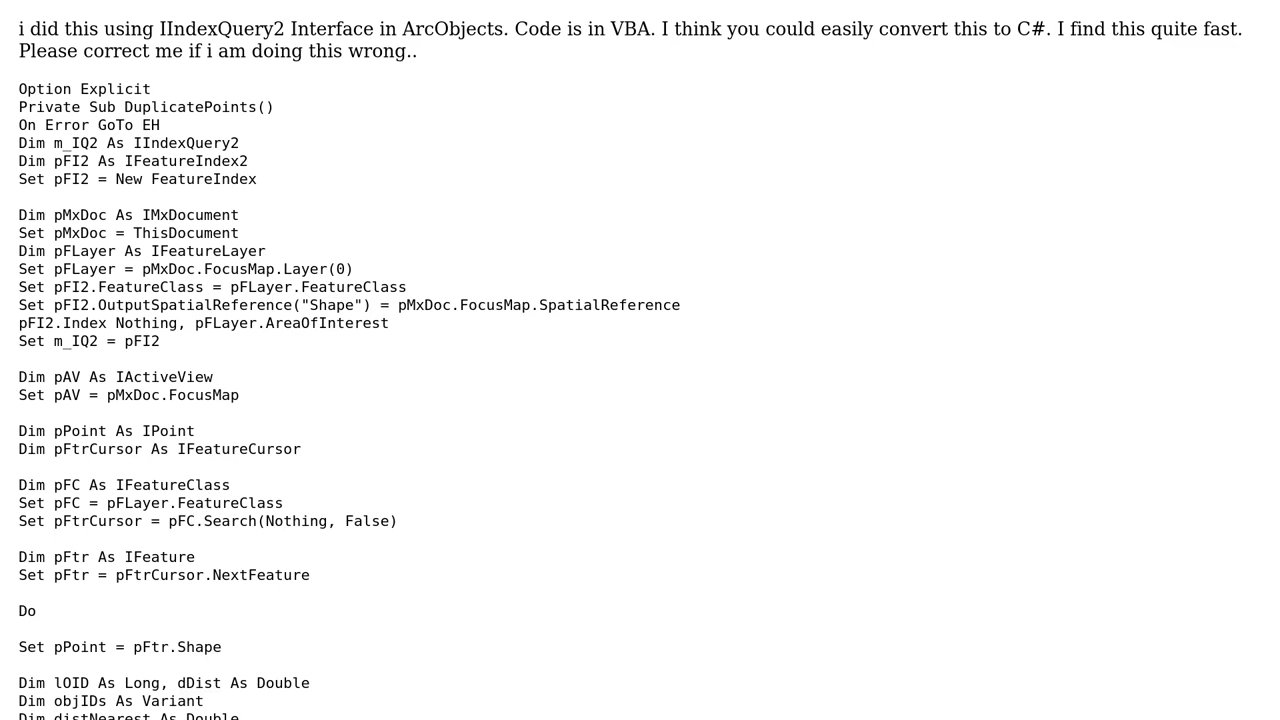 i did this using IIndexQuery2 Interface in ArcObjects. Code is in VBA. I think you could easily convert this to C#. I find this quite fast.
Please correct me if i am doing this wrong..
Option Explicit
Private Sub DuplicatePoints()
On Error GoTo EH
Dim m_IQ2 As IIndexQuery2
Dim pFI2 As IFeatureIndex2
Set pFI2 = New FeatureIndex
Dim pMxDoc As IMxDocument
Set pMxDoc = ThisDocument
Dim pFLayer As IFeatureLayer
Set pFLayer = pMxDoc.FocusMap.Layer(0)
Set pFI2.FeatureClass = pFLayer.FeatureClass
Set pFI2.OutputSpatialReference("Shape") = pMxDoc.FocusMap.SpatialReference
pFI2.Index Nothing, pFLayer.AreaOfInterest
Set m_IQ2 = pFI2
Dim pAV As IActiveView
Set pAV = pMxDoc.FocusMap
Dim pPoint As IPoint
Dim pFtrCursor As IFeatureCursor
Dim pFC As IFeatureClass
Set pFC = pFLayer.FeatureClass
Set pFtrCursor = pFC.Search(Nothing, False)
Dim pFtr As IFeature
Set pFtr = pFtrCursor.NextFeature
Do
Set pPoint = pFtr.Shape
Dim lOID As Long, dDist As Double
Dim objIDs As Variant
Dim distNearest As Double